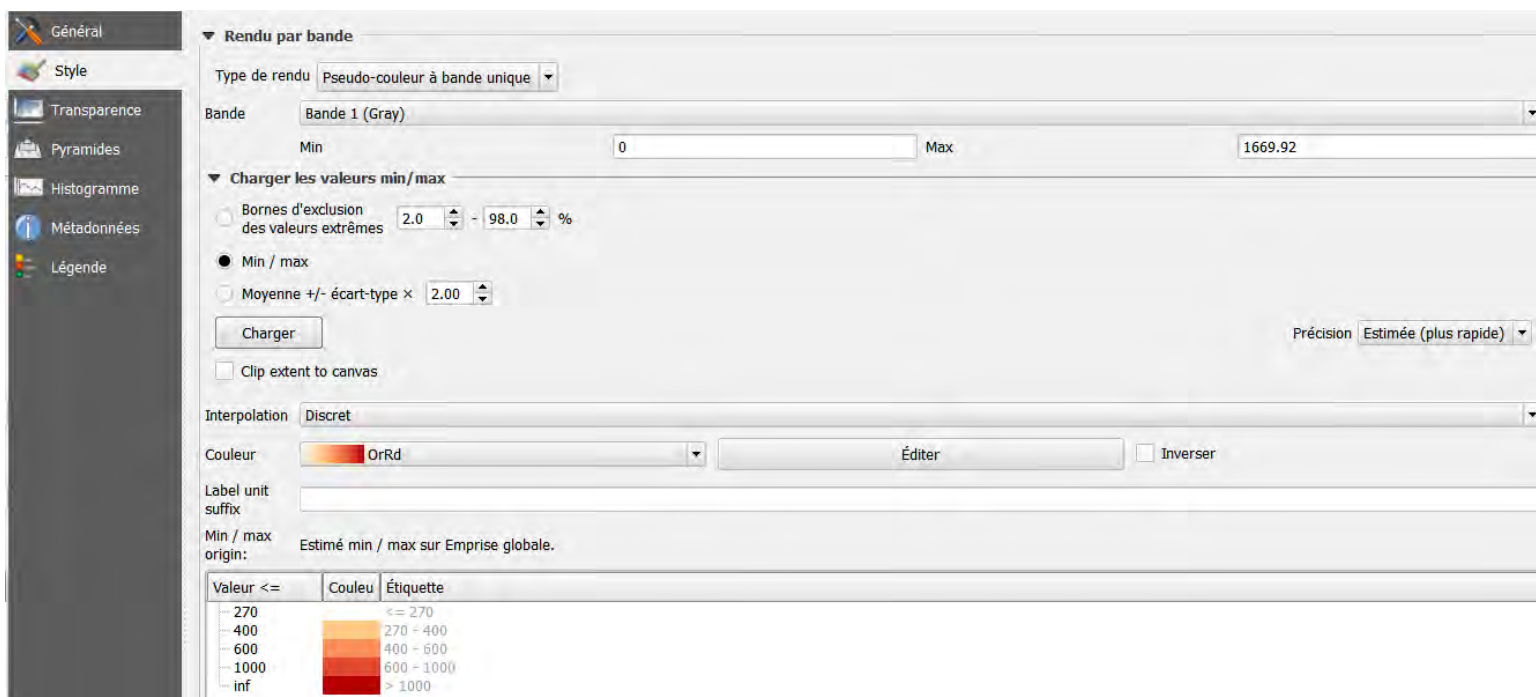 Général
Style
Transparence
Pyramides
Histogramme
Métadonnées
Légende
Rendu par bande
Type de rendu Pseudo-couleur à bande unique
Bande Bande 1 (Gray)
Min 0 Max 1669.92
Charger les valeurs min/max
Bornes d'exclusion
des valeurs extrêmes 2.0 - 98.0 %
Min / max
Moyenne +/- écart-type × 2.00
Charger Précision Estimée (plus rapide)
Clip extent to canvas
Interpolation Discret
Couleur OrRd Éditer Inverser
Label unit
suffix
Min / max
origin: Estimé min / max sur Emprise globale.
Valeur <= Couleu Étiquette
270 <= 270
400 270 - 400
600 400 - 600
1000 600 - 1000
inf > 1000